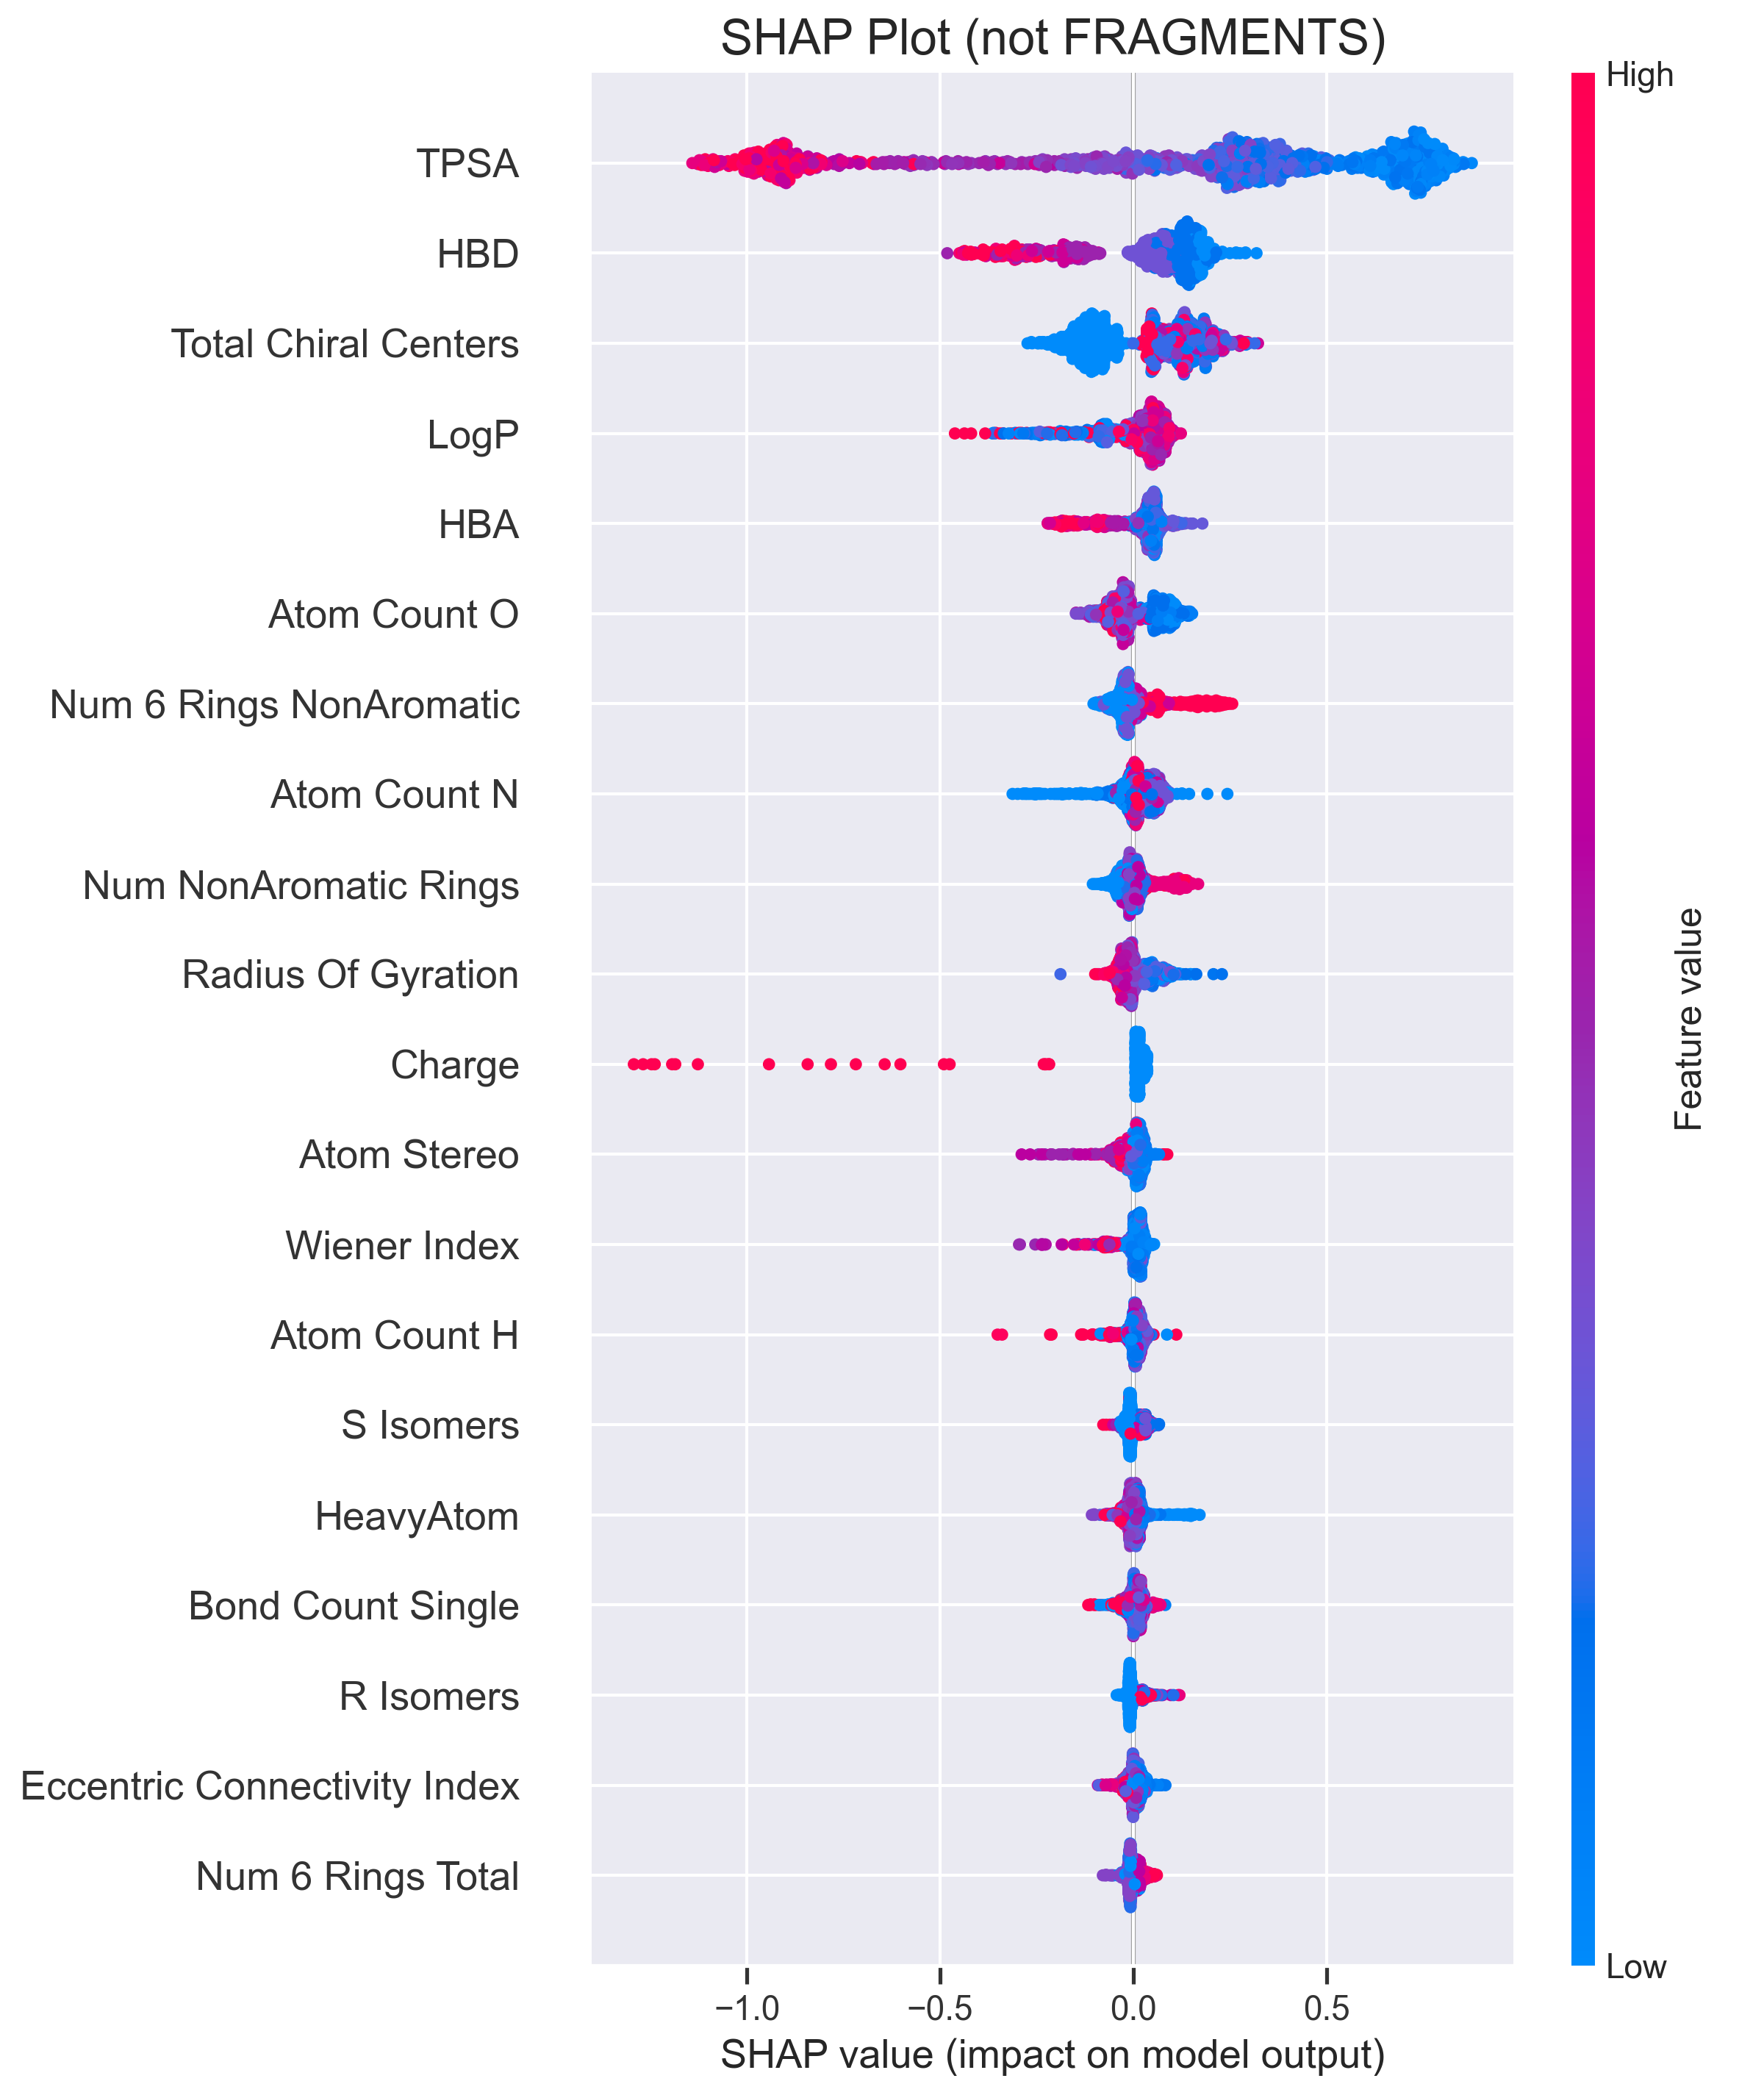 SHAP Plot (not FRAGMENTS)
High
TPSA
HBD
Total Chiral Centers
LogP
HBA
Atom Count O
Num 6 Rings NonAromatic
Atom Count N
Num NonAromatic Rings
Radius Of Gyration
Charge
Atom Stereo
Wiener Index
Atom Count H
S Isomers
HeavyAtom
Bond Count Single
R Isomers
Eccentric Connectivity Index
Num 6 Rings Total
Feature value
Low
−1.0 −0.5 0.0 0.5
SHAP value (impact on model output)